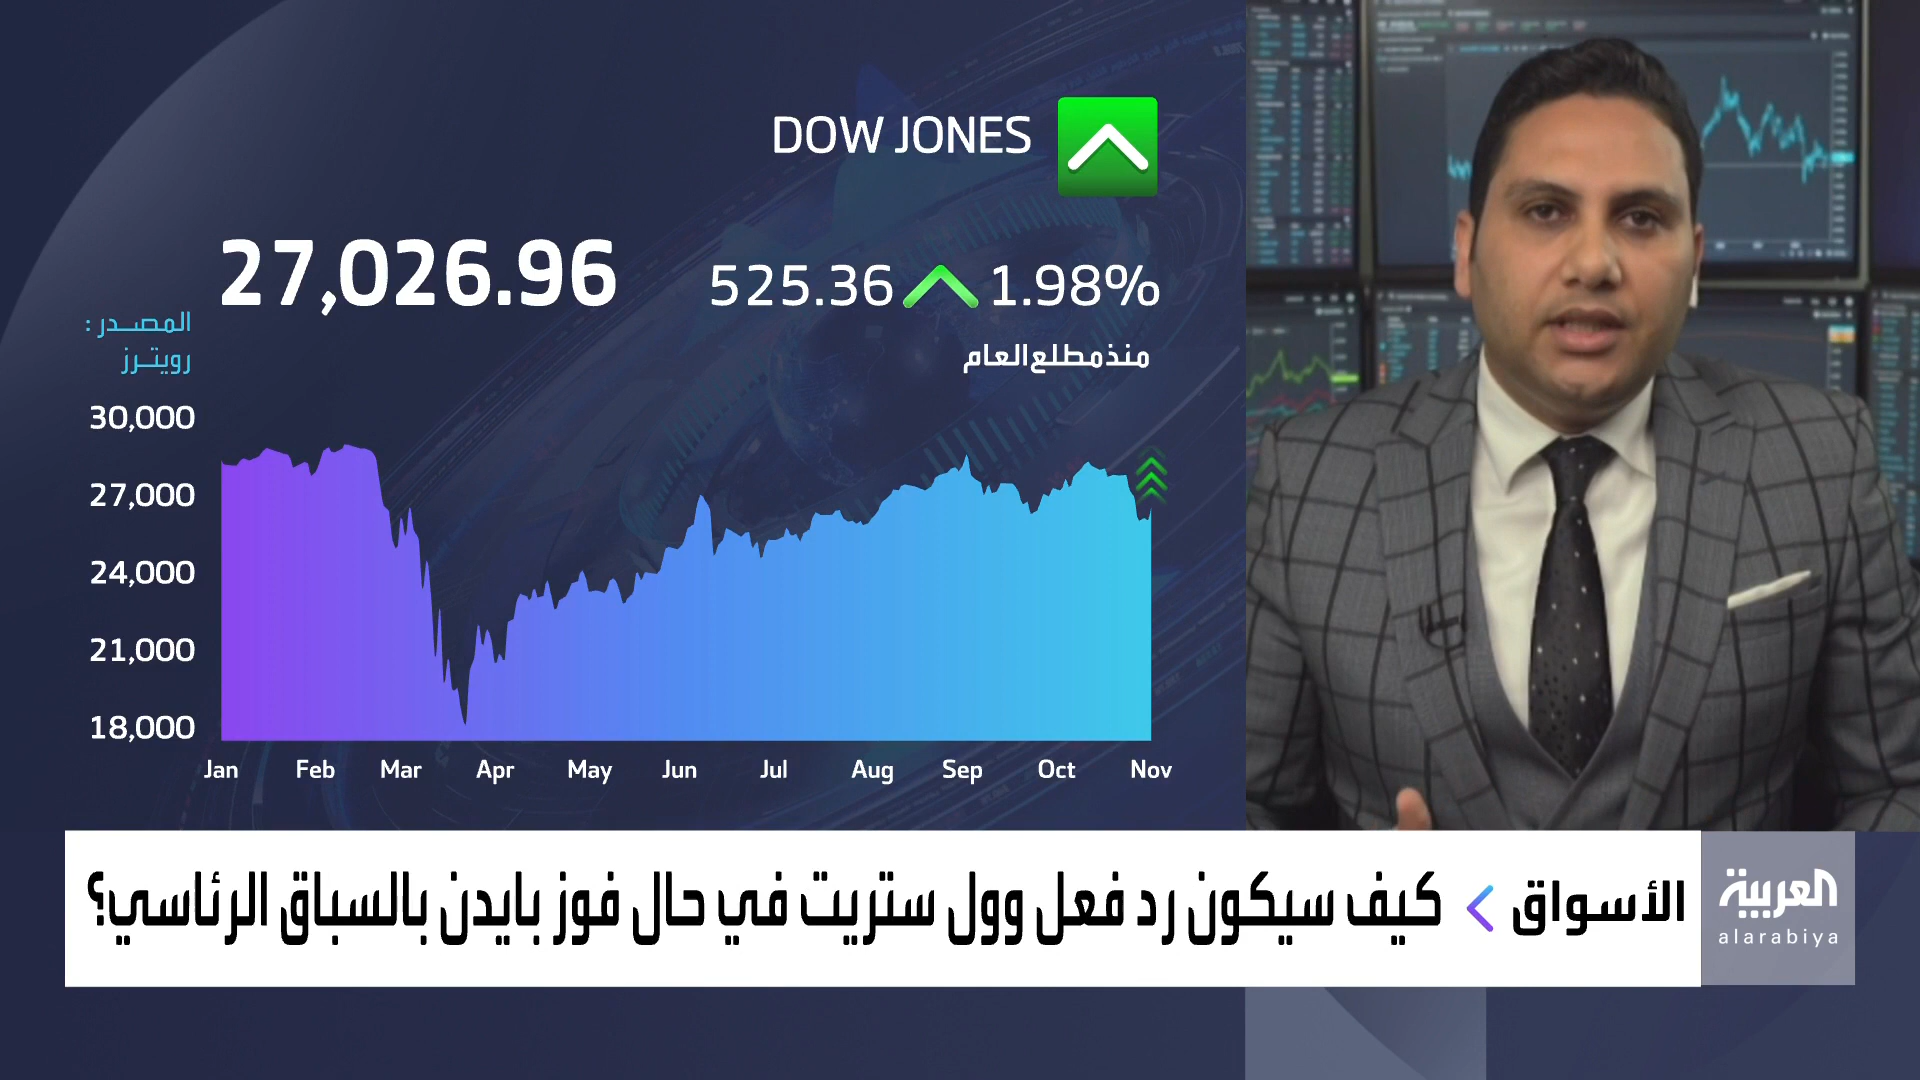 DOW JONES
27,026.96
525.36 1.98%
منذ مطلع العام
المصدر :
رويترز
30,000
27,000
24,000
21,000
18,000
Jan Feb Mar Apr May Jun Jul Aug Sep Oct Nov
الأسواق
كيف سيكون رد فعل وول ستريت في حال فوز بايدن بالسباق الرئاسي؟
العربية
alarabiya